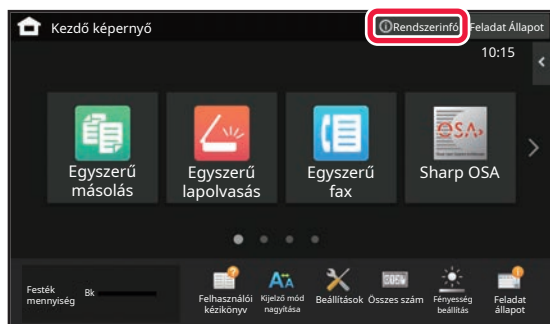 Kezdő képernyő
Rendszerinfó
Feladat Állapot
10:15
Egyszerű
másolás
Egyszerű
lapolvasás
Egyszerű
fax
OSA
Sharp OSA
Festék
mennyiség
Bk
Felhasználói
kézikönyv
Kijelző mód
nagyítása
Beállítások
Összes szám
Fényesség
beállítás
Feladat
állapot